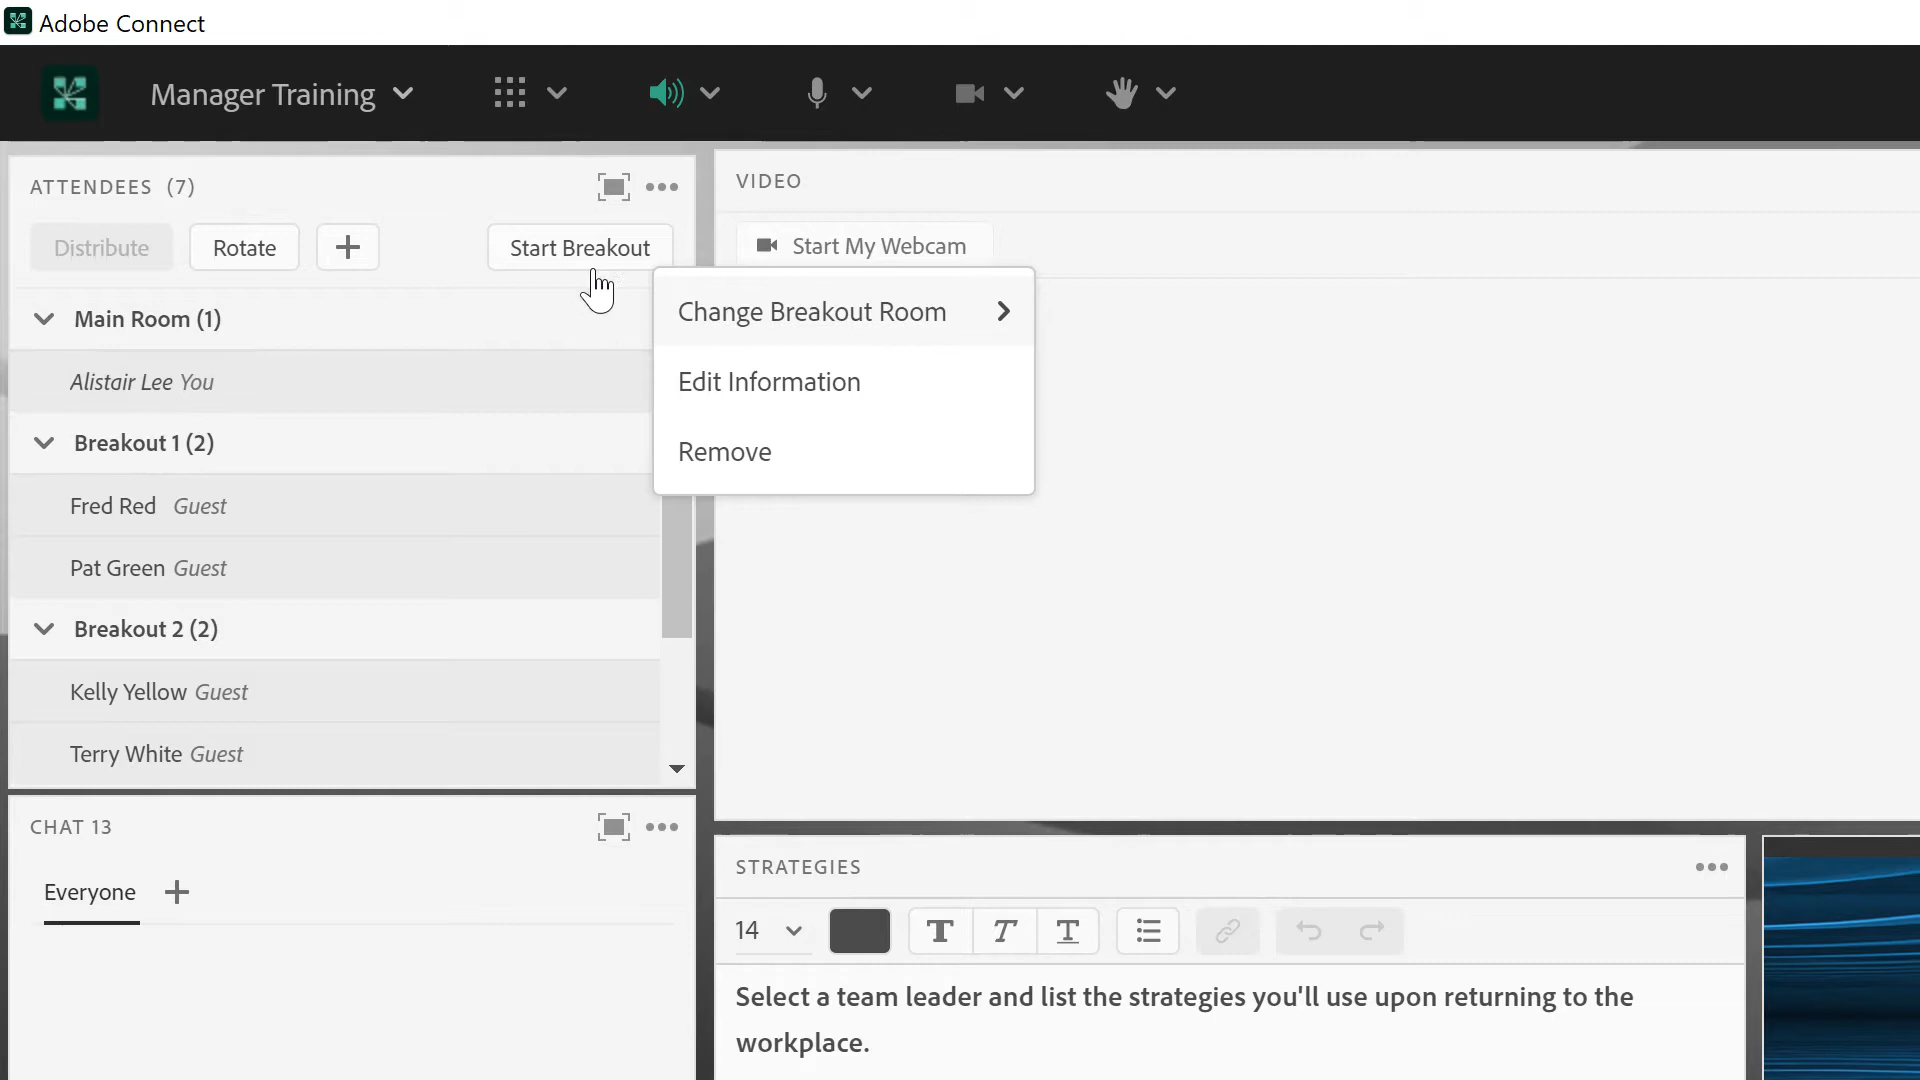 Adobe Connect
Manager Training
ATTENDEES (7)
Distribute
Rotate
Start Breakout
Main Room (1)
Alistair Lee You
Breakout 1 (2)
Fred Red Guest
Pat Green Guest
Breakout 2 (2)
Kelly Yellow Guest
Terry White Guest
CHAT 13
Everyone
VIDEO
Start My Webcam
Change Breakout Room
Edit Information
Remove
STRATEGIES
14 T T T
Select a team leader and list the strategies you'll use upon returning to the
workplace.